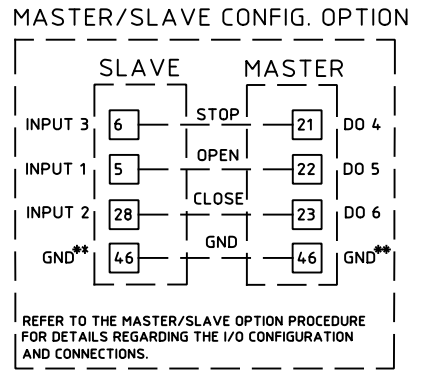 MASTER/SLAVE CONFIG. OPTION
SLAVE MASTER
INPUT 3 6 STOP 21 DO 4
INPUT 1 5 OPEN 22 DO 5
INPUT 2 28 CLOSE 23 DO 6
GND** 46 GND 46 GND**
REFER TO THE MASTER/SLAVE OPTION PROCEDURE
FOR DETAILS REGARDING THE I/O CONFIGURATION
AND CONNECTIONS.